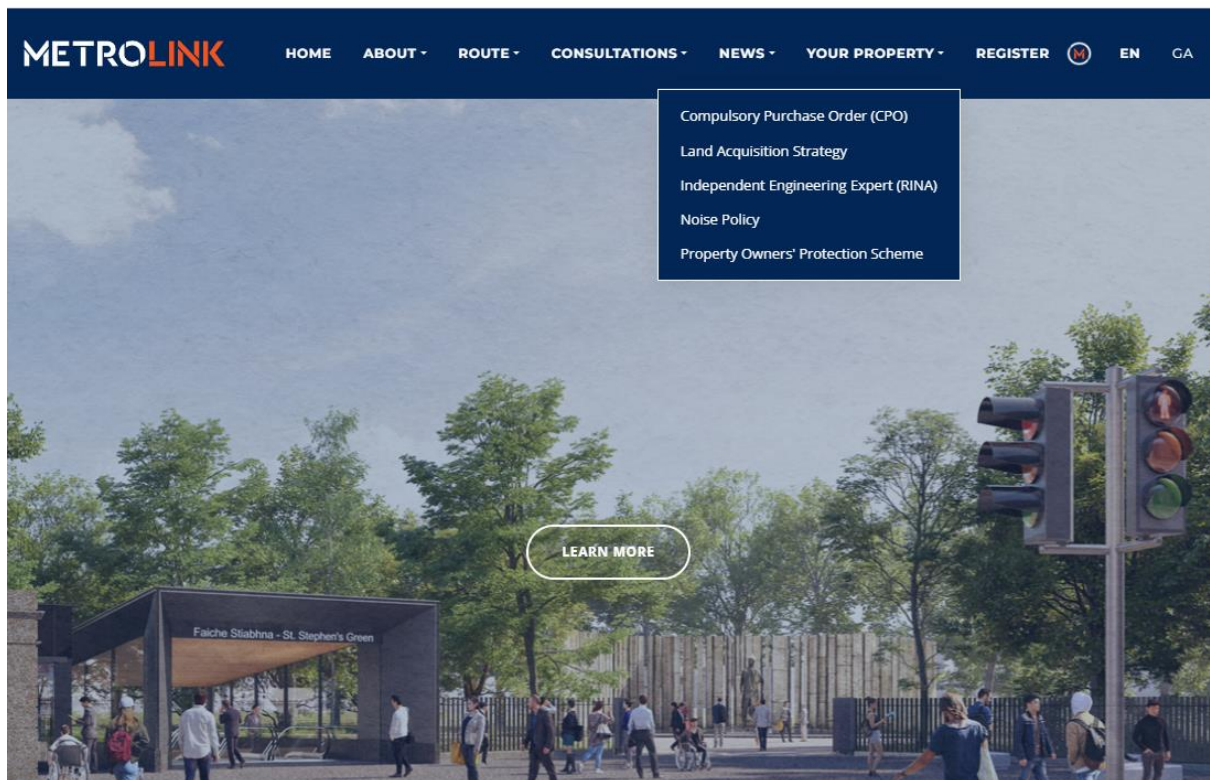 METROLINK HOME ABOUT ROUTE CONSULTATIONS NEWS YOUR PROPERTY REGISTER M EN GA
Compulsory Purchase Order (CPO)
Land Acquisition Strategy
Independent Engineering Expert (RINA)
Noise Policy
Property Owners' Protection Scheme
LEARN MORE
Faiche Stiabhna - St. Stephen's Green